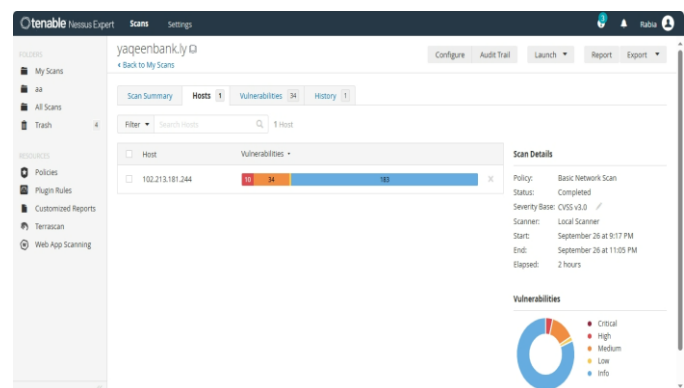 tenable Nessus Expert Scans Settings 3 Rabia
FOLDERS
My Scans
aa
All Scans
Trash 4
RESOURCES
Policies
Plugin Rules
Customized Reports
Terrascan
Web App Scanning
yaqeenbank.ly
Back to My Scans
Configure Audit Trail Launch Report Export
Scan Summary Hosts 1 Vulnerabilities 34 History 1
Filter Search Hosts 1 Host
Host Vulnerabilities
102.213.181.244 10 34 183
Scan Details
Policy: Basic Network Scan
Status: Completed
Severity Base: CVSS v3.0
Scanner: Local Scanner
Start: September 26 at 9:17 PM
End: September 26 at 11:05 PM
Elapsed: 2 hours
Vulnerabilities
Critical
High
Medium
Low
Info